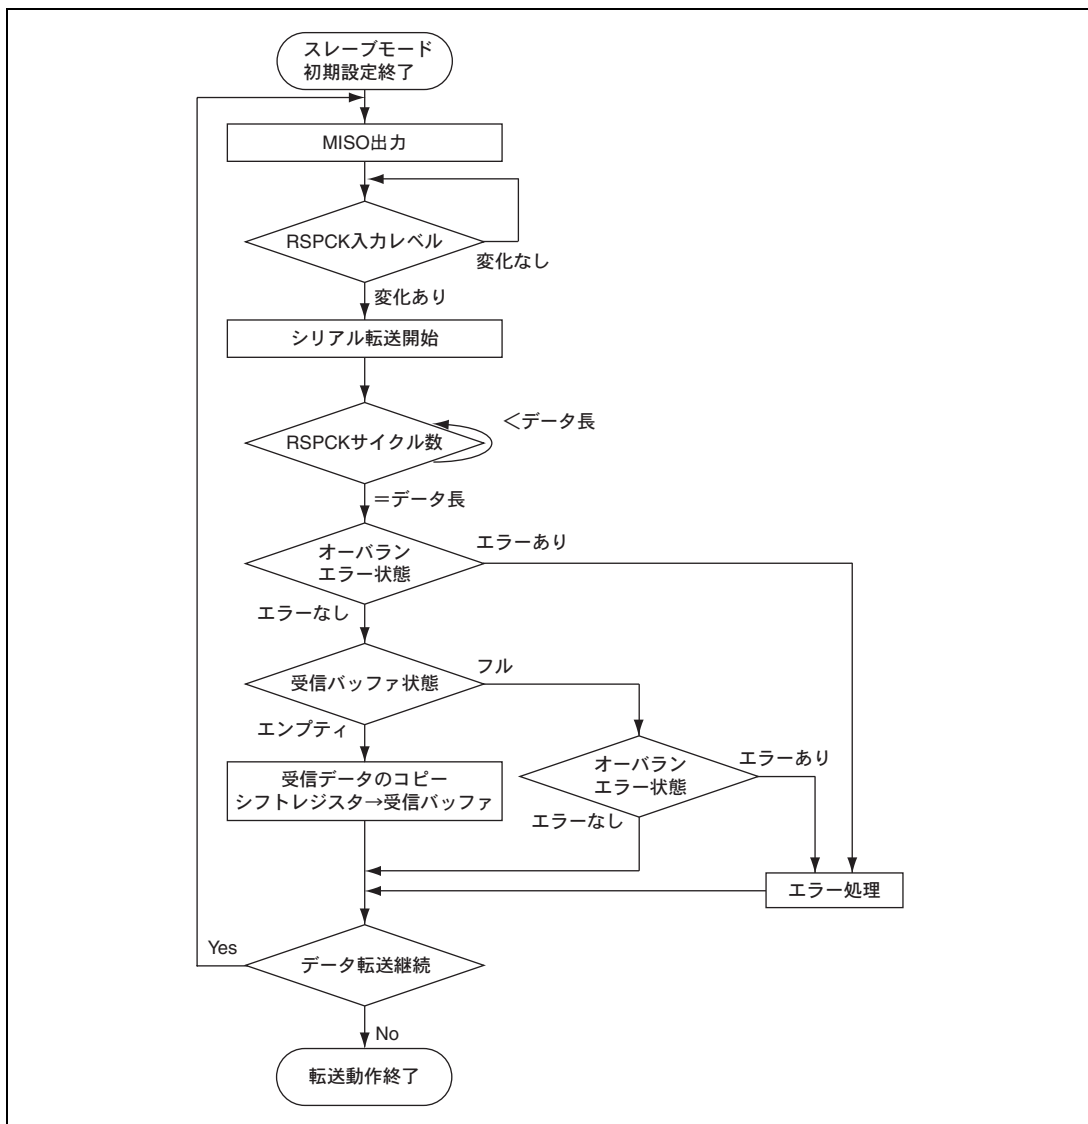 スレーブモード
初期設定終了
MISO出力
RSPCK入力レベル
変化なし
変化あり
シリアル転送開始
RSPCKサイクル数
＜データ長
＝データ長
オーバラン
エラー状態
エラーあり
エラーなし
受信バッファ状態
フル
エンプティ
受信データのコピー
シフトレジスタ→受信バッファ
オーバラン
エラー状態
エラーあり
エラーなし
エラー処理
データ転送継続
Yes
No
転送動作終了